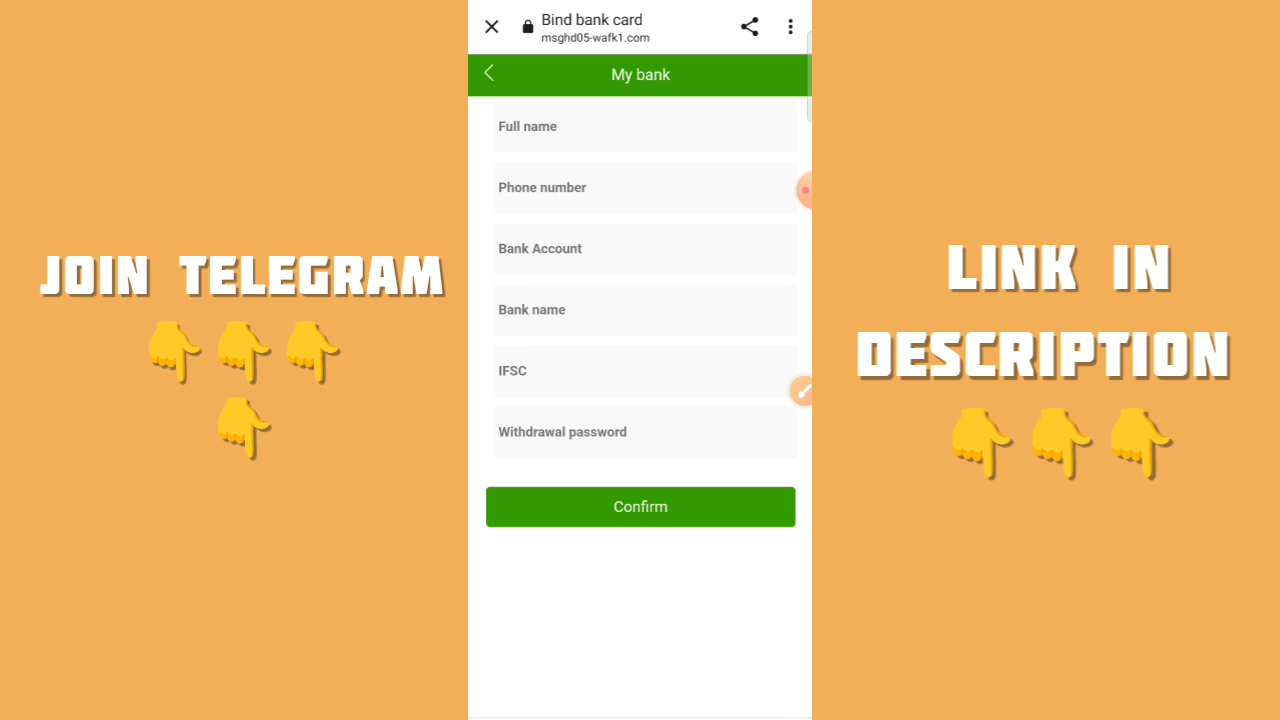 Bind bank card
msghd05-wafk1.com
My bank
Full name
Phone number
Bank Account
Bank name
IFSC
Withdrawal password
Confirm
JOIN TELEGRAM
LINK IN
DESCRIPTION